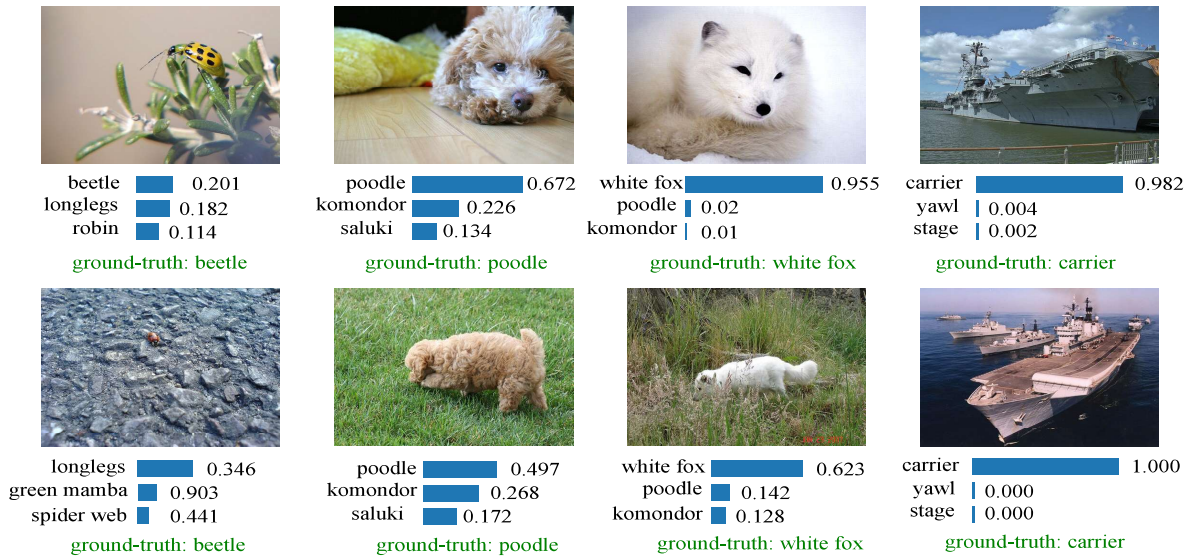 beetle 0.201
longlegs 0.182
robin 0.114
ground-truth: beetle
poodle 0.672
komondor 0.226
saluki 0.134
ground-truth: poodle
white fox 0.955
poodle 0.02
komondor 0.01
ground-truth: white fox
carrier 0.982
yawl 0.004
stage 0.002
ground-truth: carrier
longlegs 0.346
green mamba 0.903
spider web 0.441
ground-truth: beetle
poodle 0.497
komondor 0.268
saluki 0.172
ground-truth: poodle
white fox 0.623
poodle 0.142
komondor 0.128
ground-truth: white fox
carrier 1.000
yawl 0.000
stage 0.000
ground-truth: carrier